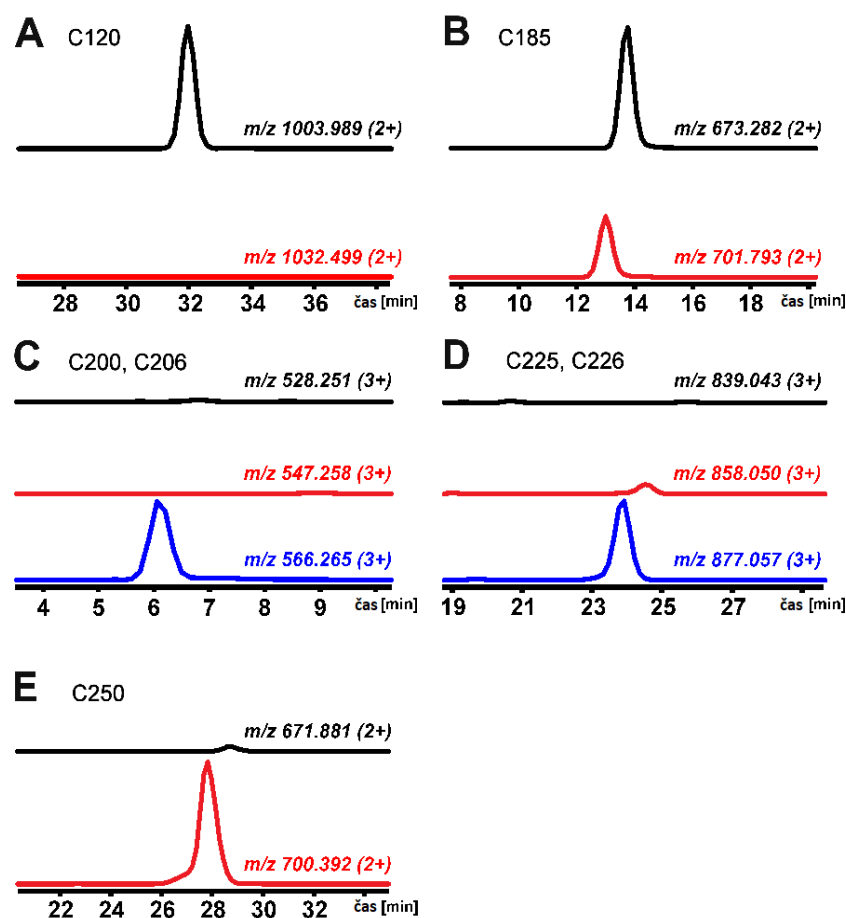 A C120
m/z 1003.989 (2+)
m/z 1032.499 (2+)
28 30 32 34 36 čas [min]
B C185
m/z 673.282 (2+)
m/z 701.793 (2+)
8 10 12 14 16 18 čas [min]
C C200, C206
m/z 528.251 (3+)
m/z 547.258 (3+)
m/z 566.265 (3+)
4 5 6 7 8 9 čas [min]
D C225, C226
m/z 839.043 (3+)
m/z 858.050 (3+)
m/z 877.057 (3+)
19 21 23 25 27 čas [min]
E C250
m/z 671.881 (2+)
m/z 700.392 (2+)
22 24 26 28 30 32 čas [min]